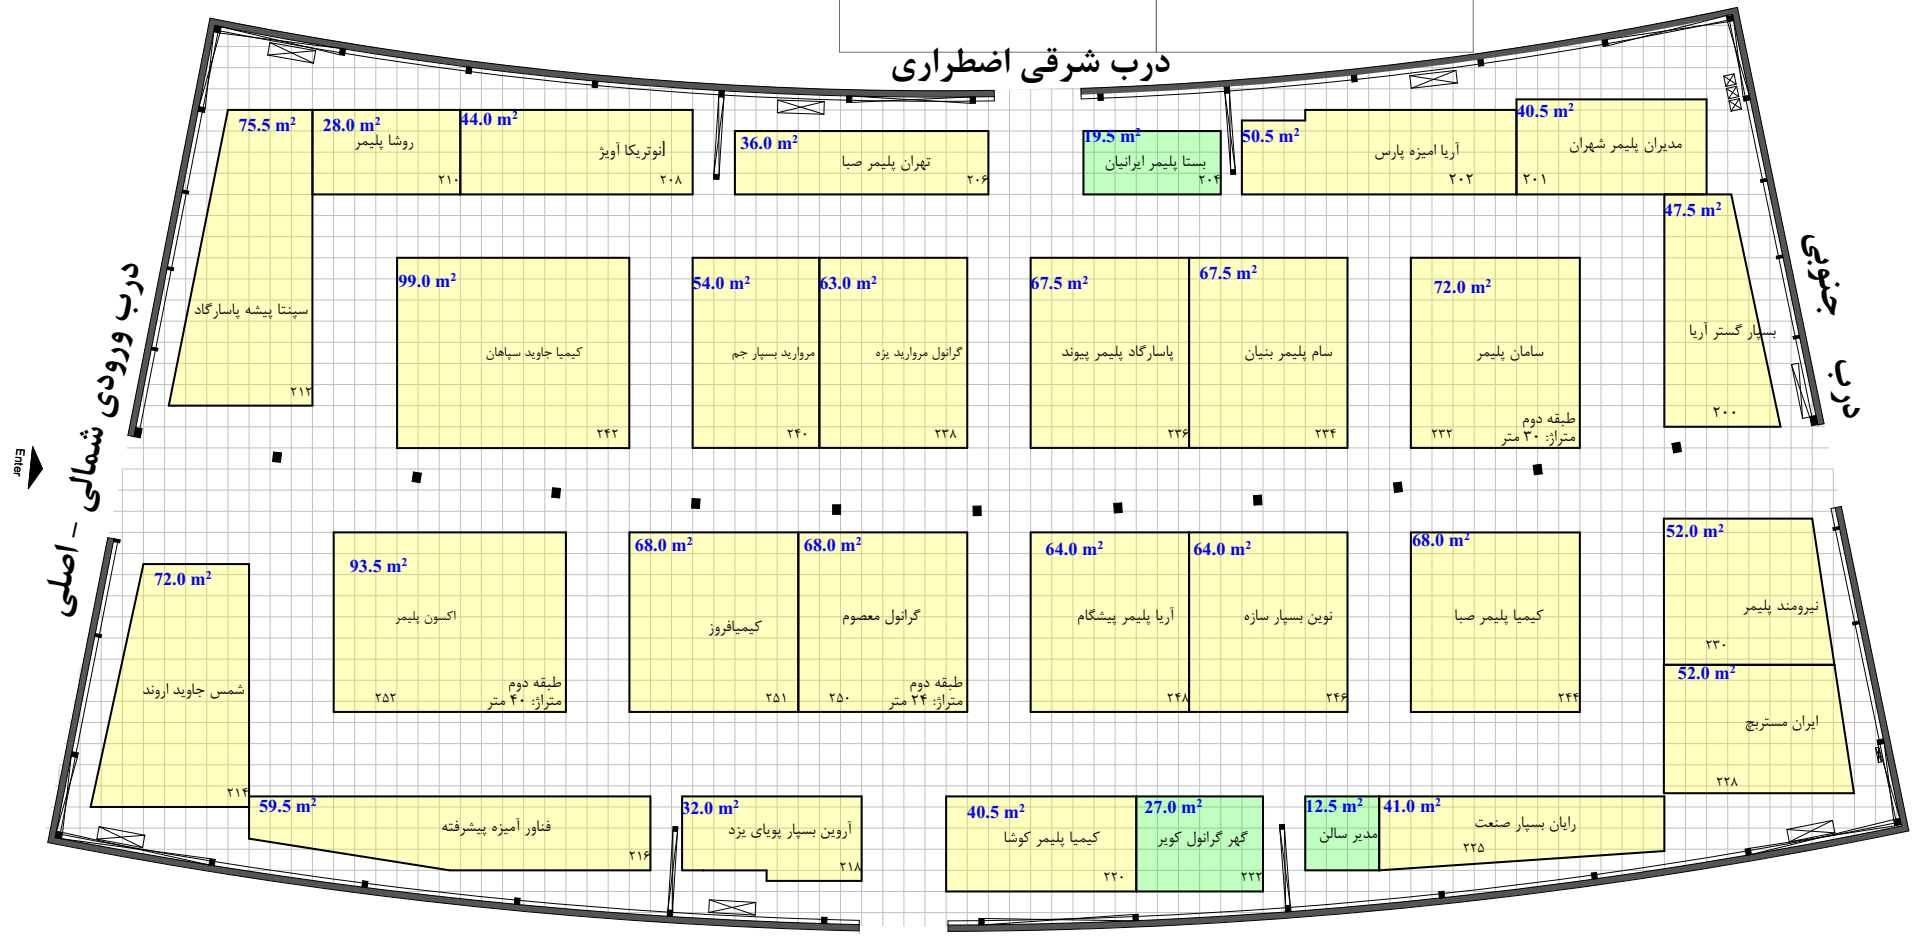 درب شرقی اضطراری
درب ورودی شمالی - اصلی
Enter
درب جنوبی
75.5 m²
سپنتا پیشه پاسارگاد
۲۱۲
28.0 m²
روشا پلیمر
۲۱۰
44.0 m²
انوتریکا آویژ
۲۰۸
36.0 m²
تهران پلیمر صبا
۲۰۶
19.5 m²
بستا پلیمر ایرانیان
۲۰۴
50.5 m²
آریا امیزه پارس
۲۰۲
40.5 m²
مدیران پلیمر شهران
۲۰۱
47.5 m²
بسپار گستر آریا
۲۰۰
99.0 m²
کیمیا جاوید سپاهان
۲۴۲
54.0 m²
مروارید بسپار جم
۲۴۰
63.0 m²
گرانول مروارید یزه
۲۳۸
67.5 m²
پاسارگاد پلیمر پیوند
۲۳۶
67.5 m²
سام پلیمر بنیان
۲۳۴
72.0 m²
سامان پلیمر
طبقه دوم
متراژ: ۳۰ متر
۲۳۲
93.5 m²
اکسون پلیمر
طبقه دوم
متراژ: ۴۰ متر
۲۵۲
68.0 m²
کیمیافروز
۲۵۱
68.0 m²
گرانول معصوم
طبقه دوم
متراژ: ۲۴ متر
۲۵۰
64.0 m²
آریا پلیمر پیشگام
۲۴۸
64.0 m²
نوین بسپار سازه
۲۴۶
68.0 m²
کیمیا پلیمر صبا
۲۴۴
52.0 m²
نیرومند پلیمر
۲۳۰
52.0 m²
ایران مستربچ
۲۲۸
72.0 m²
شمس جاوید اروند
۲۱۴
59.5 m²
فناور آمیزه پیشرفته
۲۱۶
32.0 m²
آروین بسپار پویای یزد
۲۱۸
40.5 m²
کیمیا پلیمر کوشا
۲۲۰
27.0 m²
گهر گرانول کویر
۲۲۲
12.5 m²
مدیر سالن
41.0 m²
رایان بسپار صنعت
۲۲۵